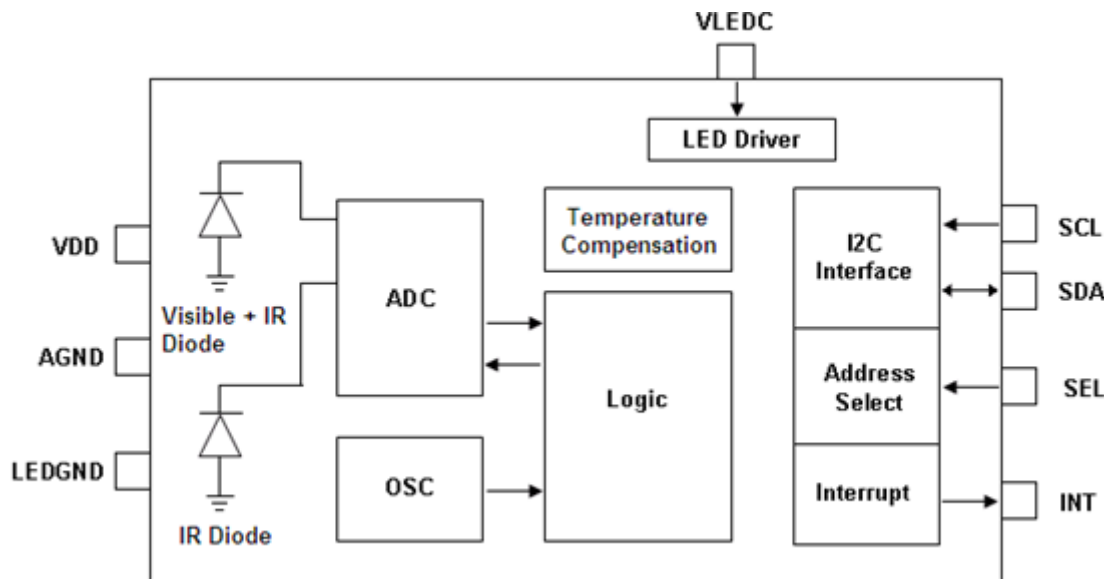 VLEDC
LED Driver
VDD
AGND
LEDGND
Visible + IR
Diode
IR Diode
ADC
OSC
Temperature
Compensation
Logic
I2C
Interface
Address
Select
Interrupt
SCL
SDA
SEL
INT